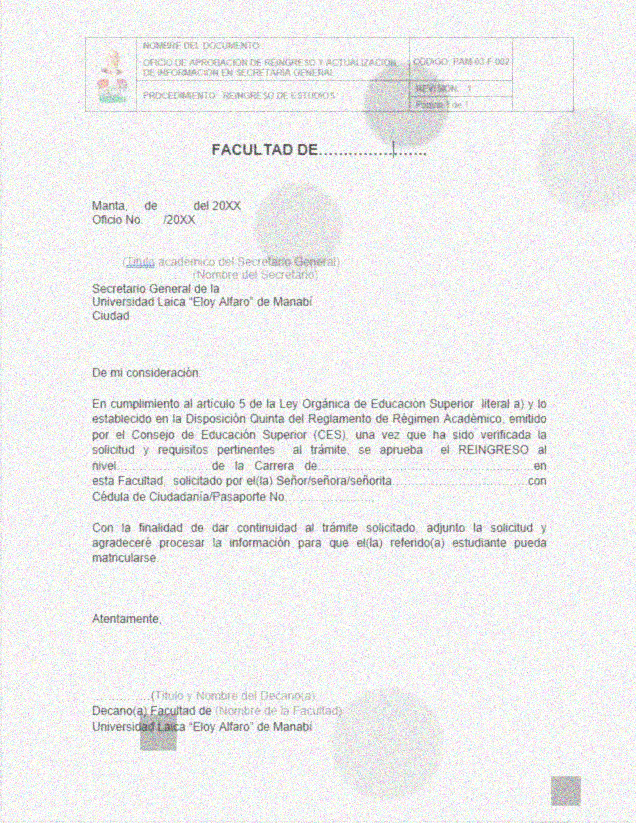 NOMBRE DEL DOCUMENTO:
OFICIO DE APROBACIÓN DE REINGRESO Y ACTUALIZACIÓN
DE INFORMACIÓN EN SECRETARÍA GENERAL
CÓDIGO: PAM-03-F-002
PROCEDIMIENTO: REINGRESO DE ESTUDIOS
REVISIÓN: 1
Página 1 de 1
FACULTAD DE.....................
Manta, de del 20XX
Oficio No. /20XX
(Título académico del Secretario General)
(Nombre del Secretario)
Secretario General de la
Universidad Laica “Eloy Alfaro” de Manabí
Ciudad
De mi consideración.
En cumplimiento al artículo 5 de la Ley Orgánica de Educación Superior literal a) y lo
establecido en la Disposición Quinta del Reglamento de Régimen Académico, emitido
por el Consejo de Educación Superior (CES), una vez que ha sido verificada la
solicitud y requisitos pertinentes al trámite, se aprueba el REINGRESO al
nivel..................... de la Carrera de.................................................. en
esta Facultad, solicitado por el(la) Señor/señora/señorita.............................. con
Cédula de Ciudadanía/Pasaporte No.....................
Con la finalidad de dar continuidad al trámite solicitado, adjunto la solicitud y
agradeceré procesar la información para que el(la) referido(a) estudiante pueda
matricularse.
Atentamente,
.............(Título y Nombre del Decano(a)
Decano(a) Facultad de (Nombre de la Facultad)
Universidad Laica “Eloy Alfaro” de Manabí